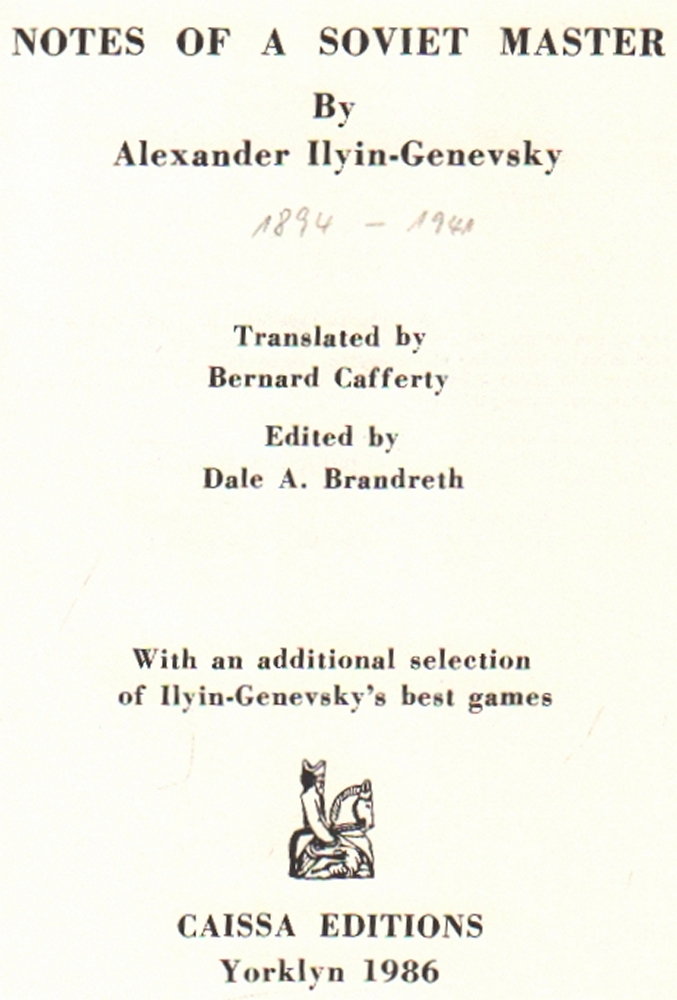 NOTES OF A SOVIET MASTER
By
Alexander Ilyin-Genevsky
1894 – 1941
Translated by
Bernard Cafferty
Edited by
Dale A. Brandreth
With an additional selection
of Ilyin-Genevsky's best games
CAISSA EDITIONS
Yorklyn 1986